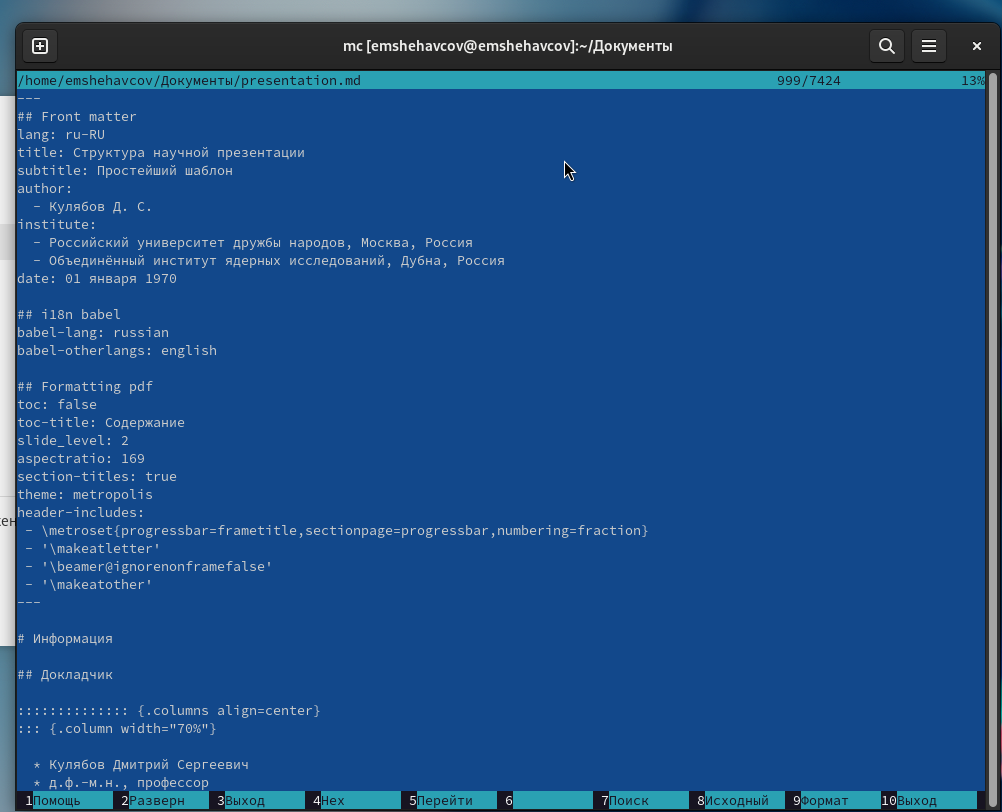 mc [emshehavcov@emshehavcov]:~/Документы
/home/emshehavcov/Документы/presentation.md 999/7424 13%
---
## Front matter
lang: ru-RU
title: Структура научной презентации
subtitle: Простейший шаблон
author:
  - Кулябов Д. С.
institute:
  - Российский университет дружбы народов, Москва, Россия
  - Объединённый институт ядерных исследований, Дубна, Россия
date: 01 января 1970
## i18n babel
babel-lang: russian
babel-otherlangs: english
## Formatting pdf
toc: false
toc-title: Содержание
slide_level: 2
aspectratio: 169
section-titles: true
theme: metropolis
header-includes:
 - \metroset{progressbar=frametitle,sectionpage=progressbar,numbering=fraction}
 - '\makeatletter'
 - '\beamer@ignorenonframefalse'
 - '\makeatother'
---
# Информация
## Докладчик
:::::::::::::: {.columns align=center}
::: {.column width="70%"}
  * Кулябов Дмитрий Сергеевич
  * д.ф.-м.н., профессор
1Помощь 2Разверн 3Выход 4Hex 5Перейти 6 7Поиск 8Исходный 9Формат 10Выход